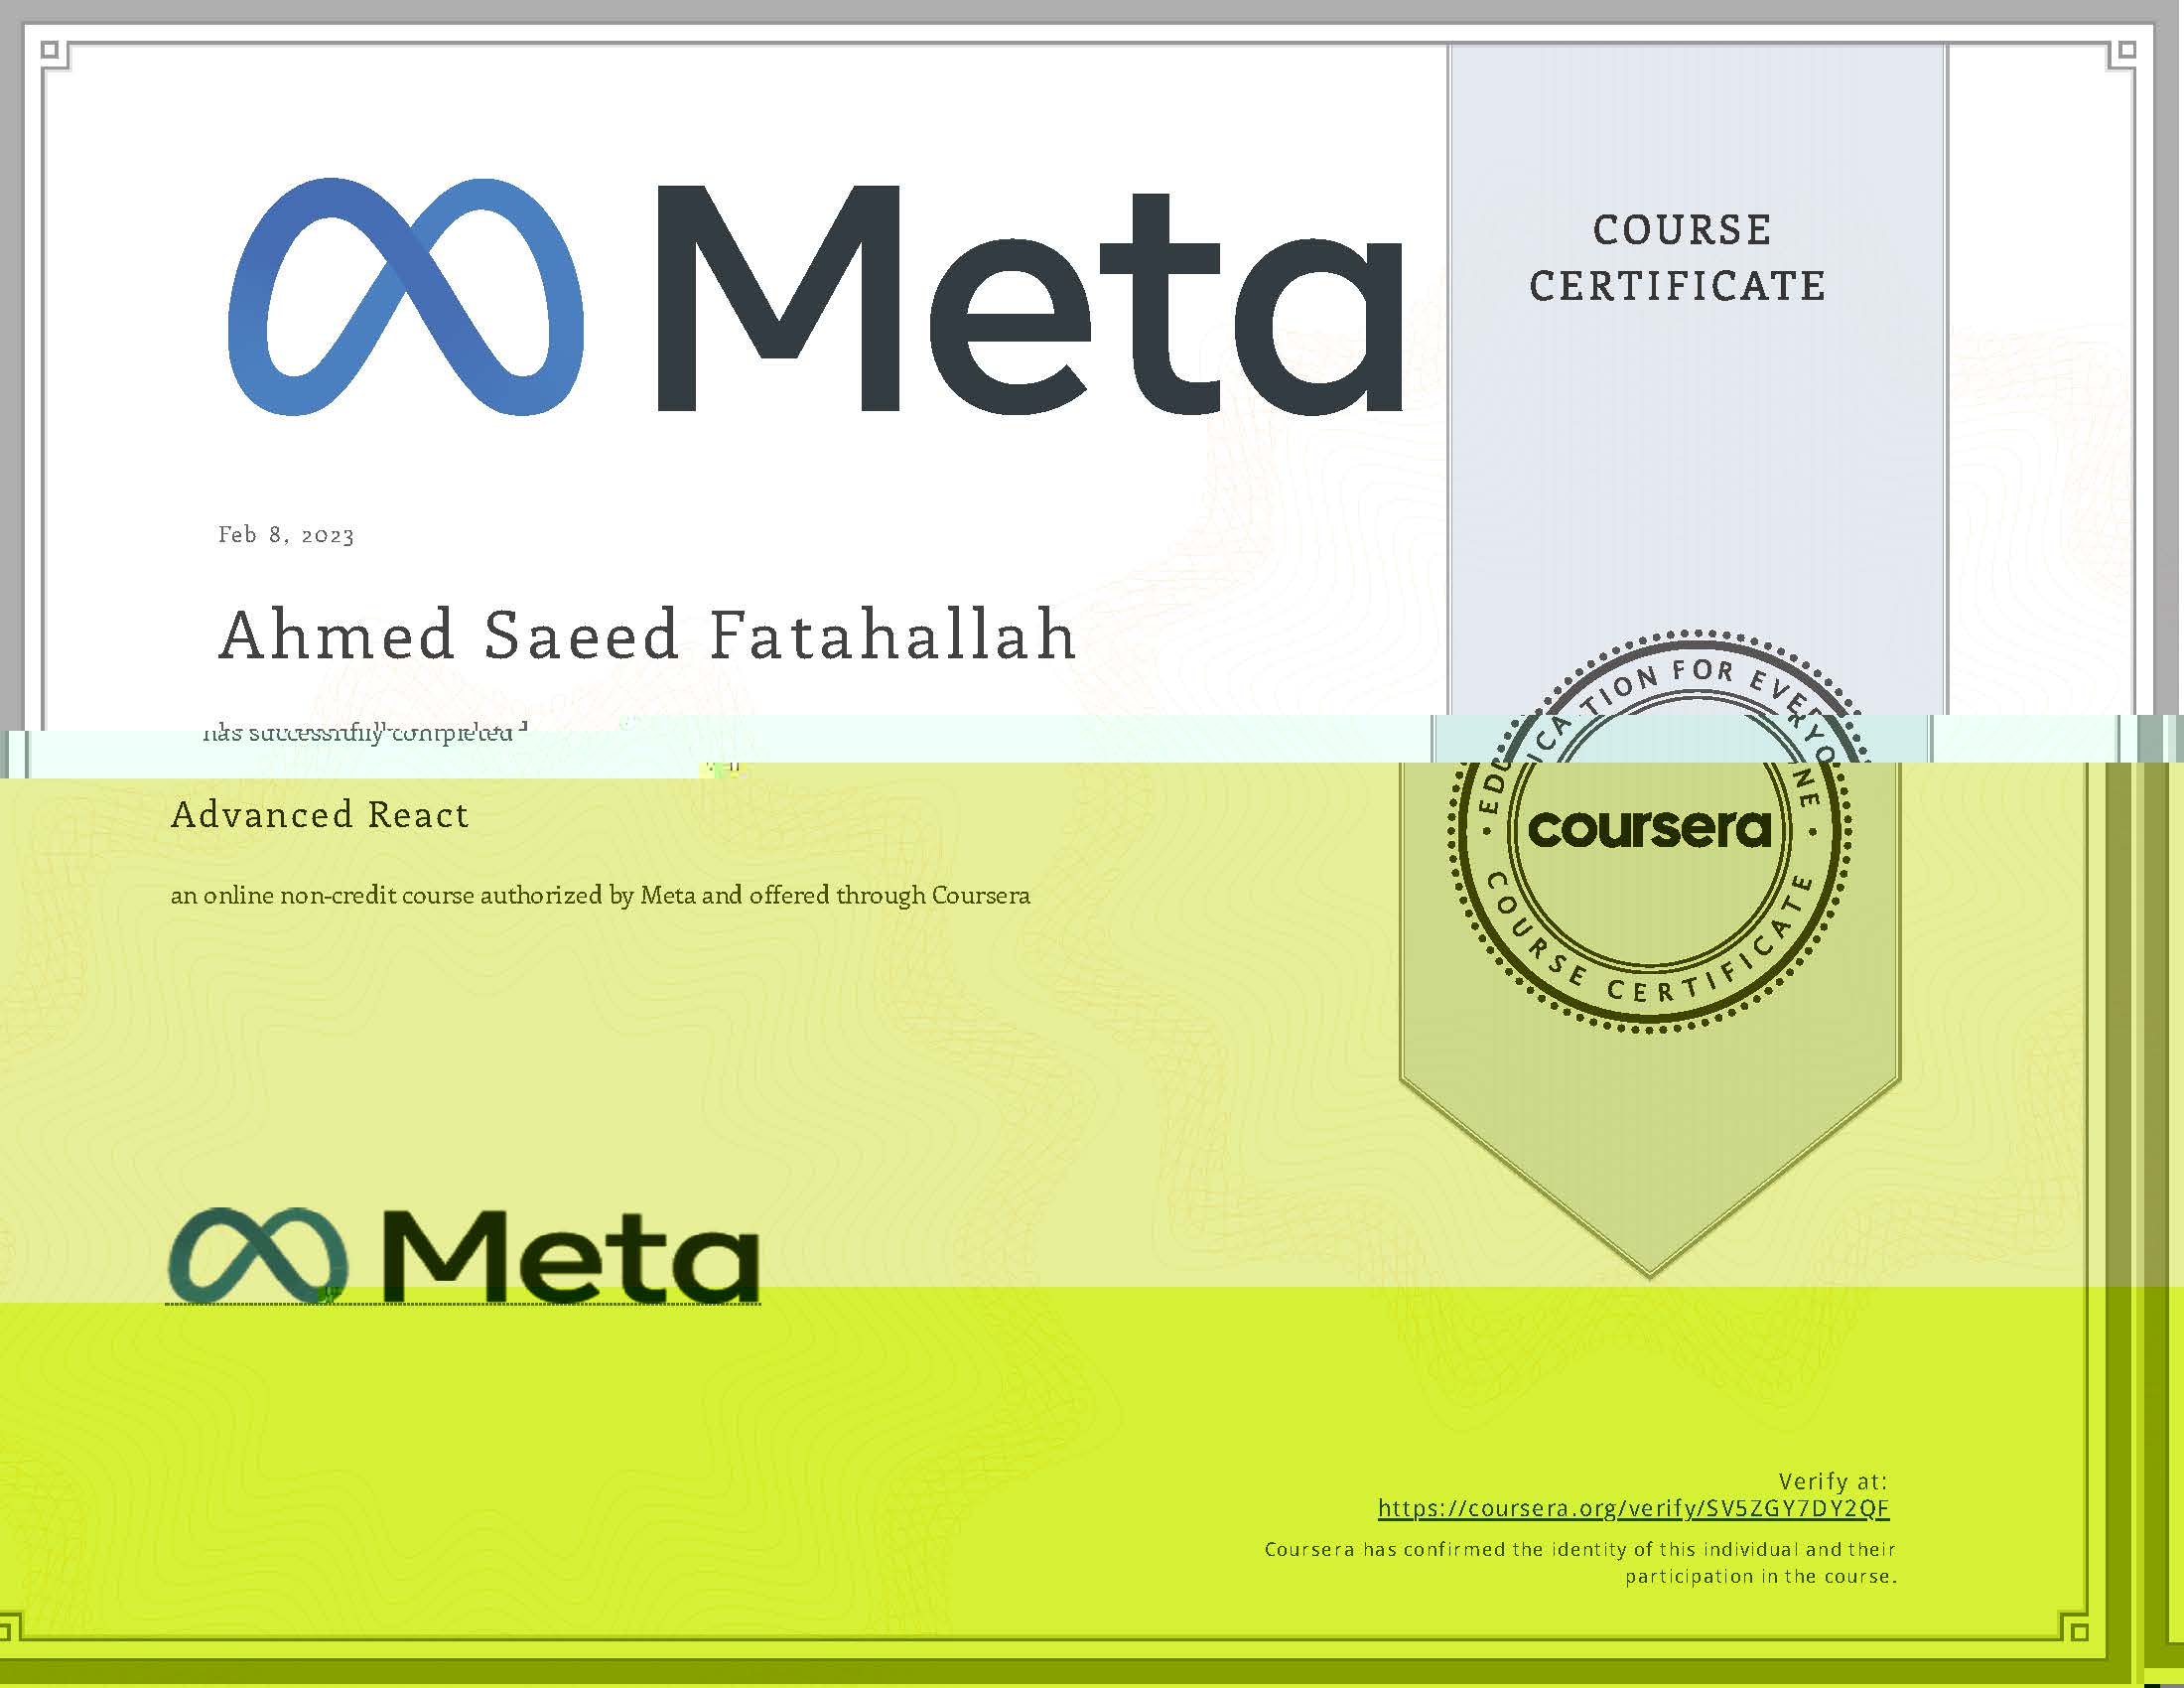 Meta
COURSE
CERTIFICATE
Feb 8, 2023
Ahmed Saeed Fatahallah
has successfully completed
Advanced React
an online non-credit course authorized by Meta and offered through Coursera
EDUCATION FOR EVERYONE
coursera
COURSE CERTIFICATE
Meta
Verify at:
https://coursera.org/verify/SV5ZGY7DY2QF
Coursera has confirmed the identity of this individual and their
participation in the course.